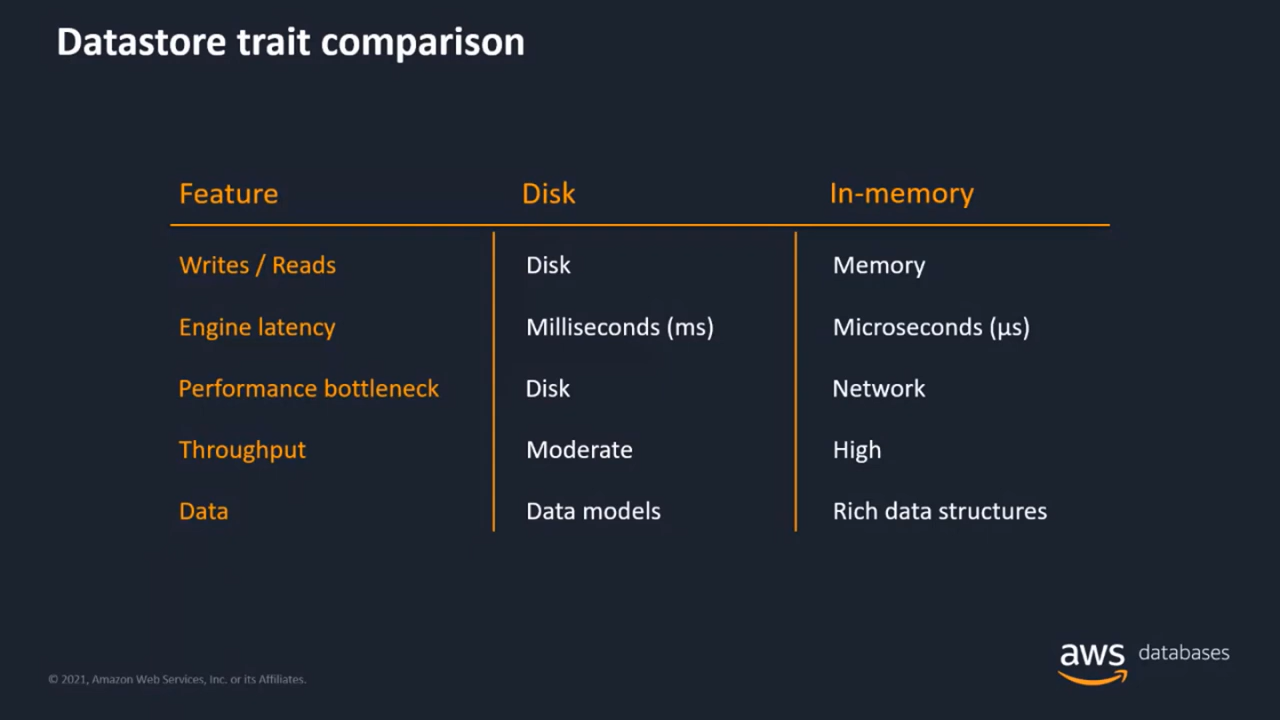 Datastore trait comparison
Feature Disk In-memory
Writes / Reads Disk Memory
Engine latency Milliseconds (ms) Microseconds (µs)
Performance bottleneck Disk Network
Throughput Moderate High
Data Data models Rich data structures
aws databases
© 2021, Amazon Web Services, Inc. or its Affiliates.